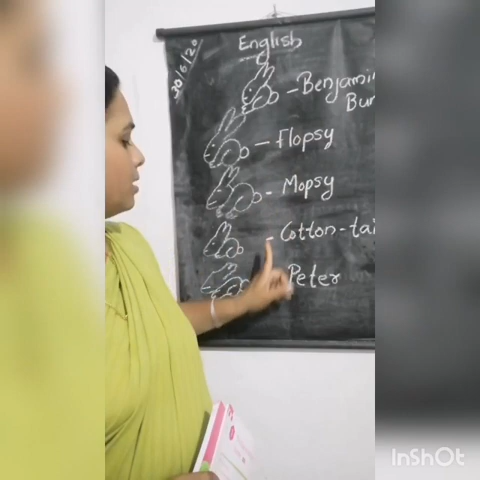 English
30/6/20
- Benjamin
Bun
- Flopsy
- Mopsy
- Cotton-tai
Peter
InShOt